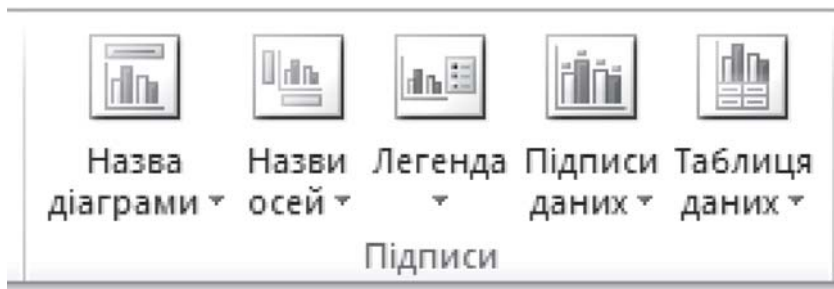 Назва діаграми
Назви осей
Легенда
Підписи даних
Таблиця даних
Підписи